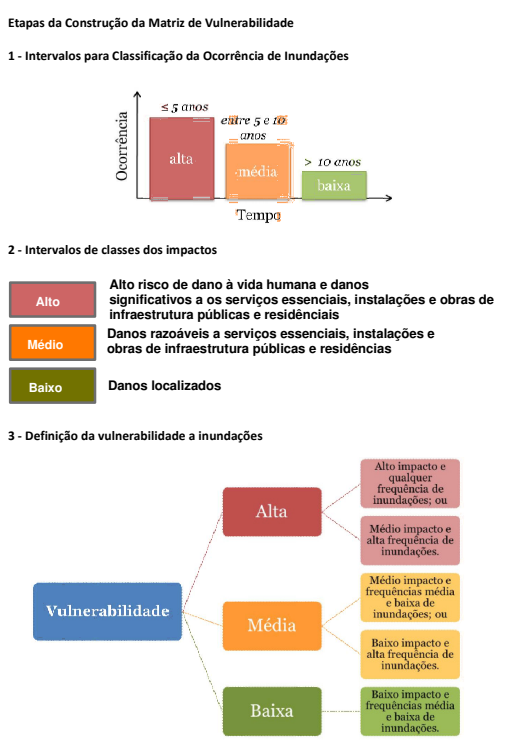 Etapas da Construção da Matriz de Vulnerabilidade
1 - Intervalos para Classificação da Ocorrência de Inundações
≤ 5 anos
entre 5 e 10
anos
> 10 anos
Ocorrência
alta
média
baixa
Tempo
2 - Intervalos de classes dos impactos
Alto
Alto risco de dano à vida humana e danos
significativos a os serviços essenciais, instalações e obras de
infraestrutura públicas e residênciais
Médio
Danos razoáveis a serviços essenciais, instalações e
obras de infraestrutura públicas e residências
Baixo
Danos localizados
3 - Definição da vulnerabilidade a inundações
Vulnerabilidade
Alta
Alto impacto e
qualquer
frequência de
inundações; ou
Médio impacto e
alta frequência de
inundações.
Média
Médio impacto e
frequências média
e baixa de
inundações; ou
Baixo impacto e
alta frequência de
inundações.
Baixa
Baixo impacto e
frequências média
e baixa de
inundações.